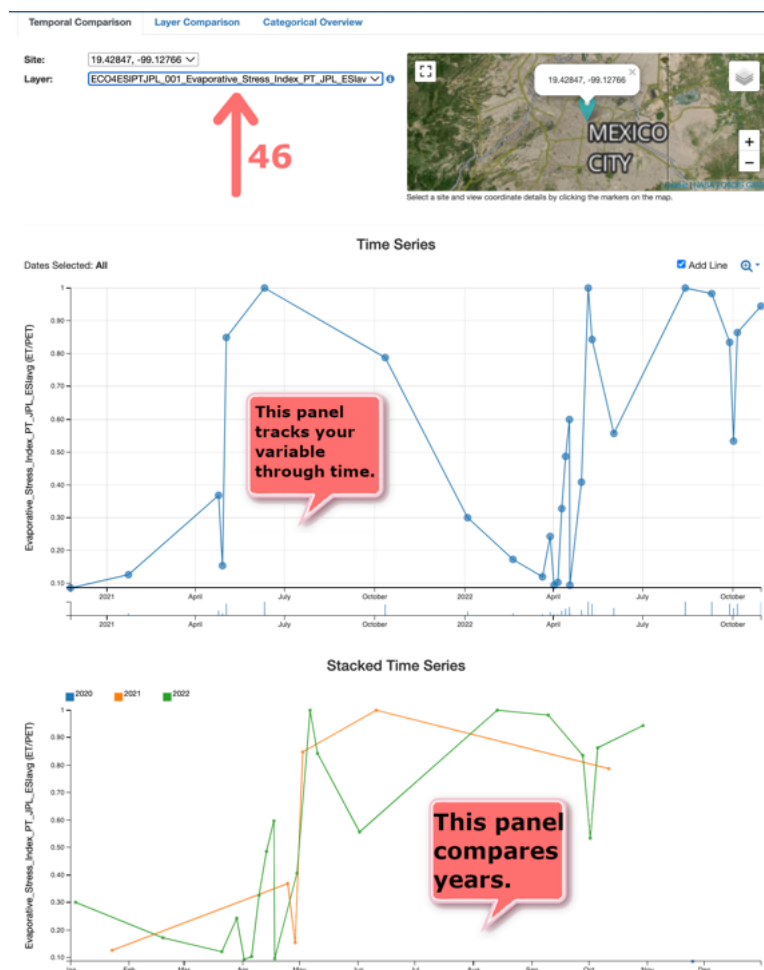 Temporal Comparison Layer Comparison Categorical Overview
Site: 19.42847, -99.12766
Layer: ECO4ESIPTJPL_001_Evaporative_Stress_Index_PT_JPL_ESIav
46
19.42847, -99.12766
×
MEXICO
CITY
+
−
Select a site and view coordinate details by clicking the markers on the map.
Time Series
Dates Selected: All
Add Line
Evaporative_Stress_Index_PT_JPL_ESIavg (ET/PET)
1
0.90
0.80
0.70
0.60
0.50
0.40
0.30
0.20
0.10
This panel
tracks your
variable
through time.
2021 April July October 2022 April July October
2021 April July October 2022 April July October
Stacked Time Series
2020 2021 2022
Evaporative_Stress_Index_PT_JPL_ESIavg (ET/PET)
1
0.90
0.80
0.70
0.60
0.50
0.40
0.30
0.20
0.10
This panel
compares
years.